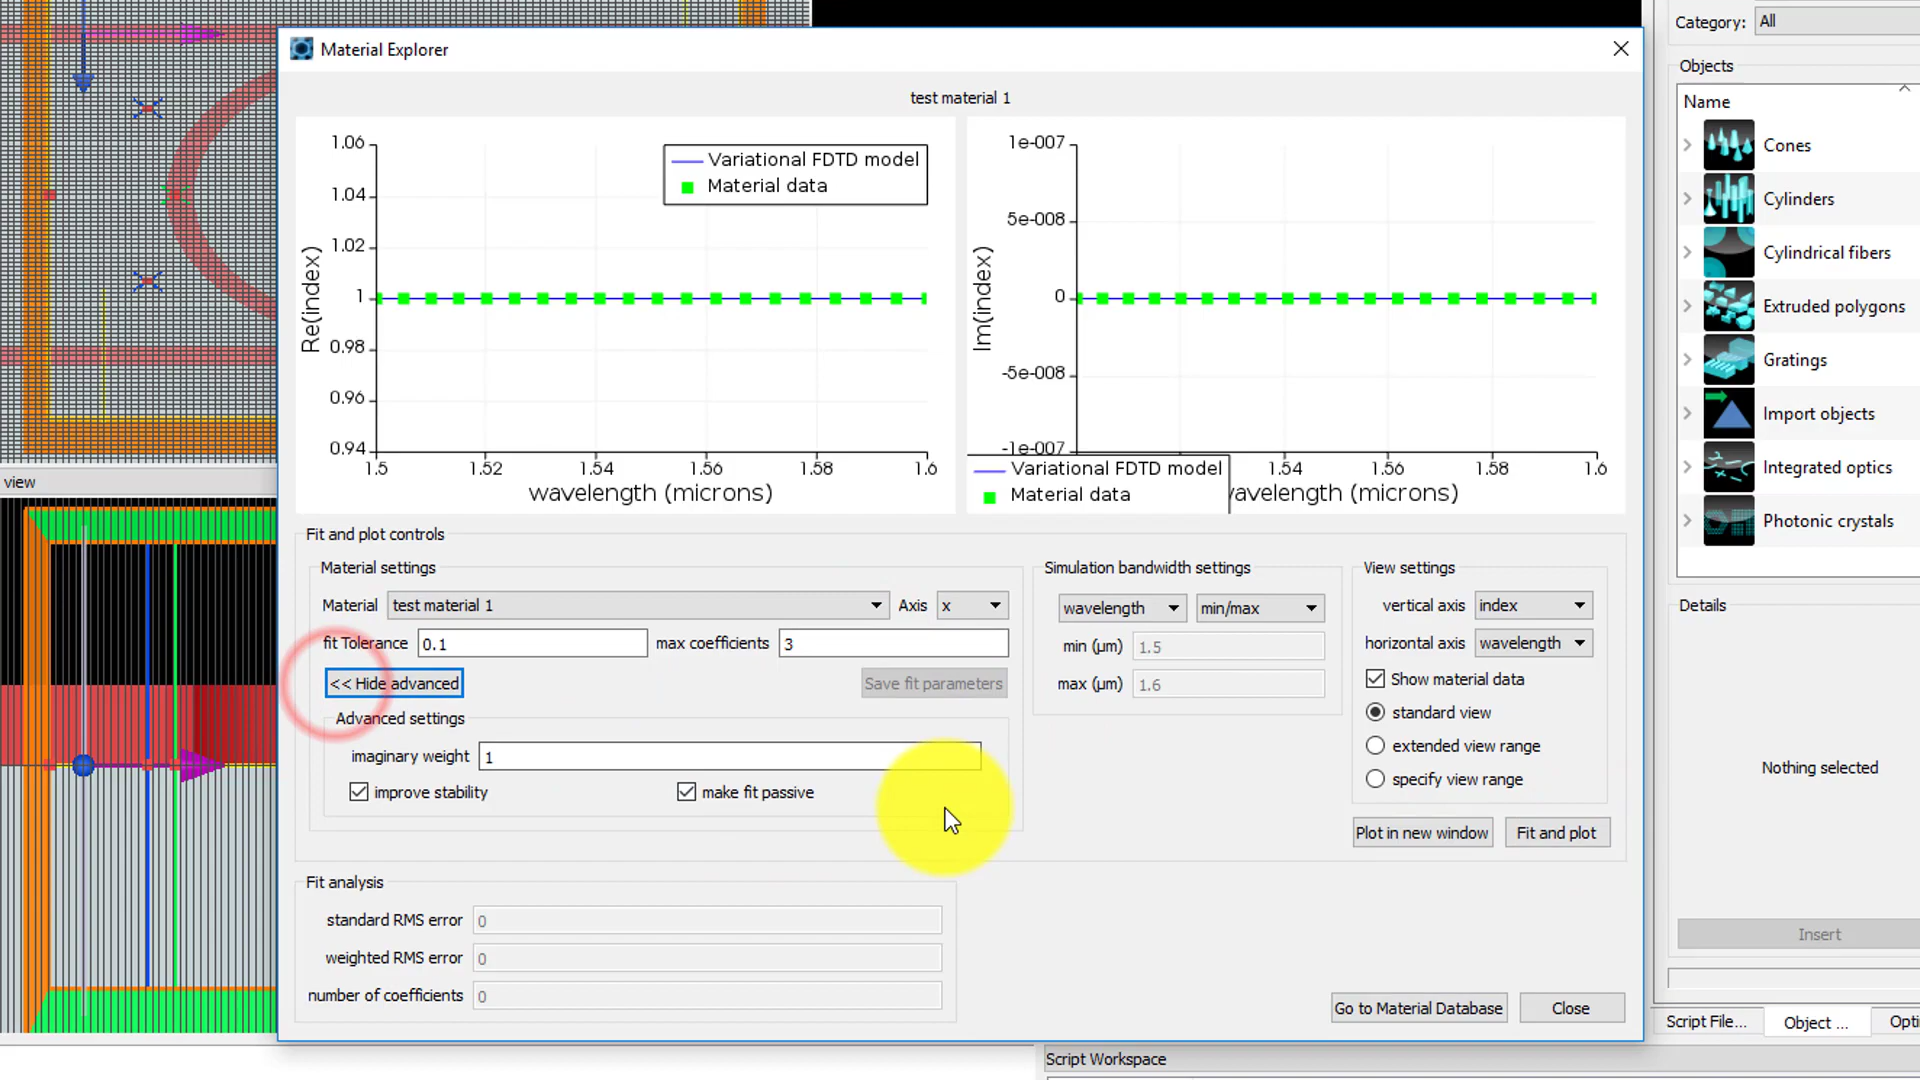 Material Explorer
test material 1
1.06
1.04
1.02
1
0.98
0.96
0.94
Re(index)
1.5
1.52
1.54
1.56
1.58
1.6
wavelength (microns)
Variational FDTD model
Material data
1e-007
5e-008
0
-5e-008
-1e-007
Im(index)
1.54
1.56
1.58
1.6
wavelength (microns)
Variational FDTD model
Material data
Fit and plot controls
Material settings
Material test material 1 Axis x
fit Tolerance 0.1 max coefficients 3
<< Hide advanced
Save fit parameters
Advanced settings
imaginary weight 1
improve stability
make fit passive
Simulation bandwidth settings
wavelength min/max
min (μm) 1.5
max (μm) 1.6
View settings
vertical axis index
horizontal axis wavelength
Show material data
standard view
extended view range
specify view range
Plot in new window
Fit and plot
Fit analysis
standard RMS error 0
weighted RMS error 0
number of coefficients 0
Go to Material Database
Close
view
Category: All
Objects
Name
Cones
Cylinders
Cylindrical fibers
Extruded polygons
Gratings
Import objects
Integrated optics
Photonic crystals
Details
Nothing selected
Insert
Script File...
Object ...
Opti
Script Workspace